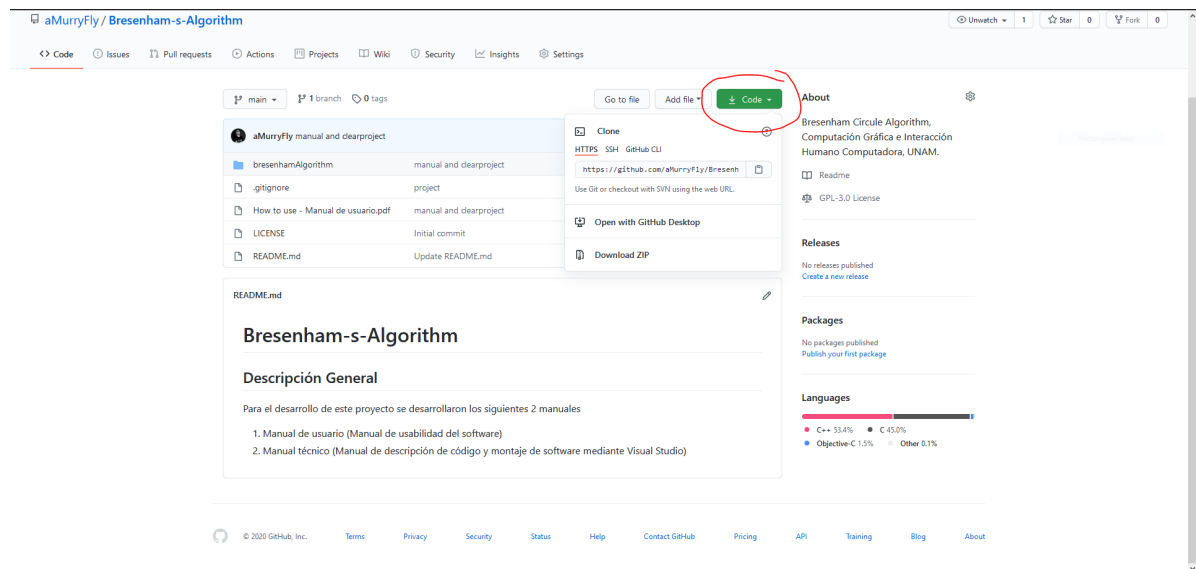 aMurryFly / Bresenham-s-Algorithm
Unwatch 1 Star 0 Fork 0
Code Issues Pull requests Actions Projects Wiki Security Insights Settings
main 1 branch 0 tags
Go to file Add file Code
aMurryFly manual and clearproject
bresenhamAlgorithm manual and clearproject
.gitignore project
How to use - Manual de usuario.pdf manual and clearproject
LICENSE Initial commit
README.md Update README.md
Clone
HTTPS SSH GitHub CLI
https://github.com/aMurryFly/Bresenh
Use Git or checkout with SVN using the web URL.
Open with GitHub Desktop
Download ZIP
README.md
Bresenham-s-Algorithm
Descripción General
Para el desarrollo de este proyecto se desarrollaron los siguientes 2 manuales
1. Manual de usuario (Manual de usabilidad del software)
2. Manual técnico (Manual de descripción de código y montaje de software mediante Visual Studio)
About
Bresenham Circule Algorithm,
Computación Gráfica e Interacción
Humano Computadora, UNAM.
Readme
GPL-3.0 License
Releases
No releases published
Create a new release
Packages
No packages published
Publish your first package
Languages
C++ 53.4% C 45.0%
Objective-C 1.5% Other 0.1%
© 2020 GitHub, Inc. Terms Privacy Security Status Help Contact GitHub Pricing API Training Blog About